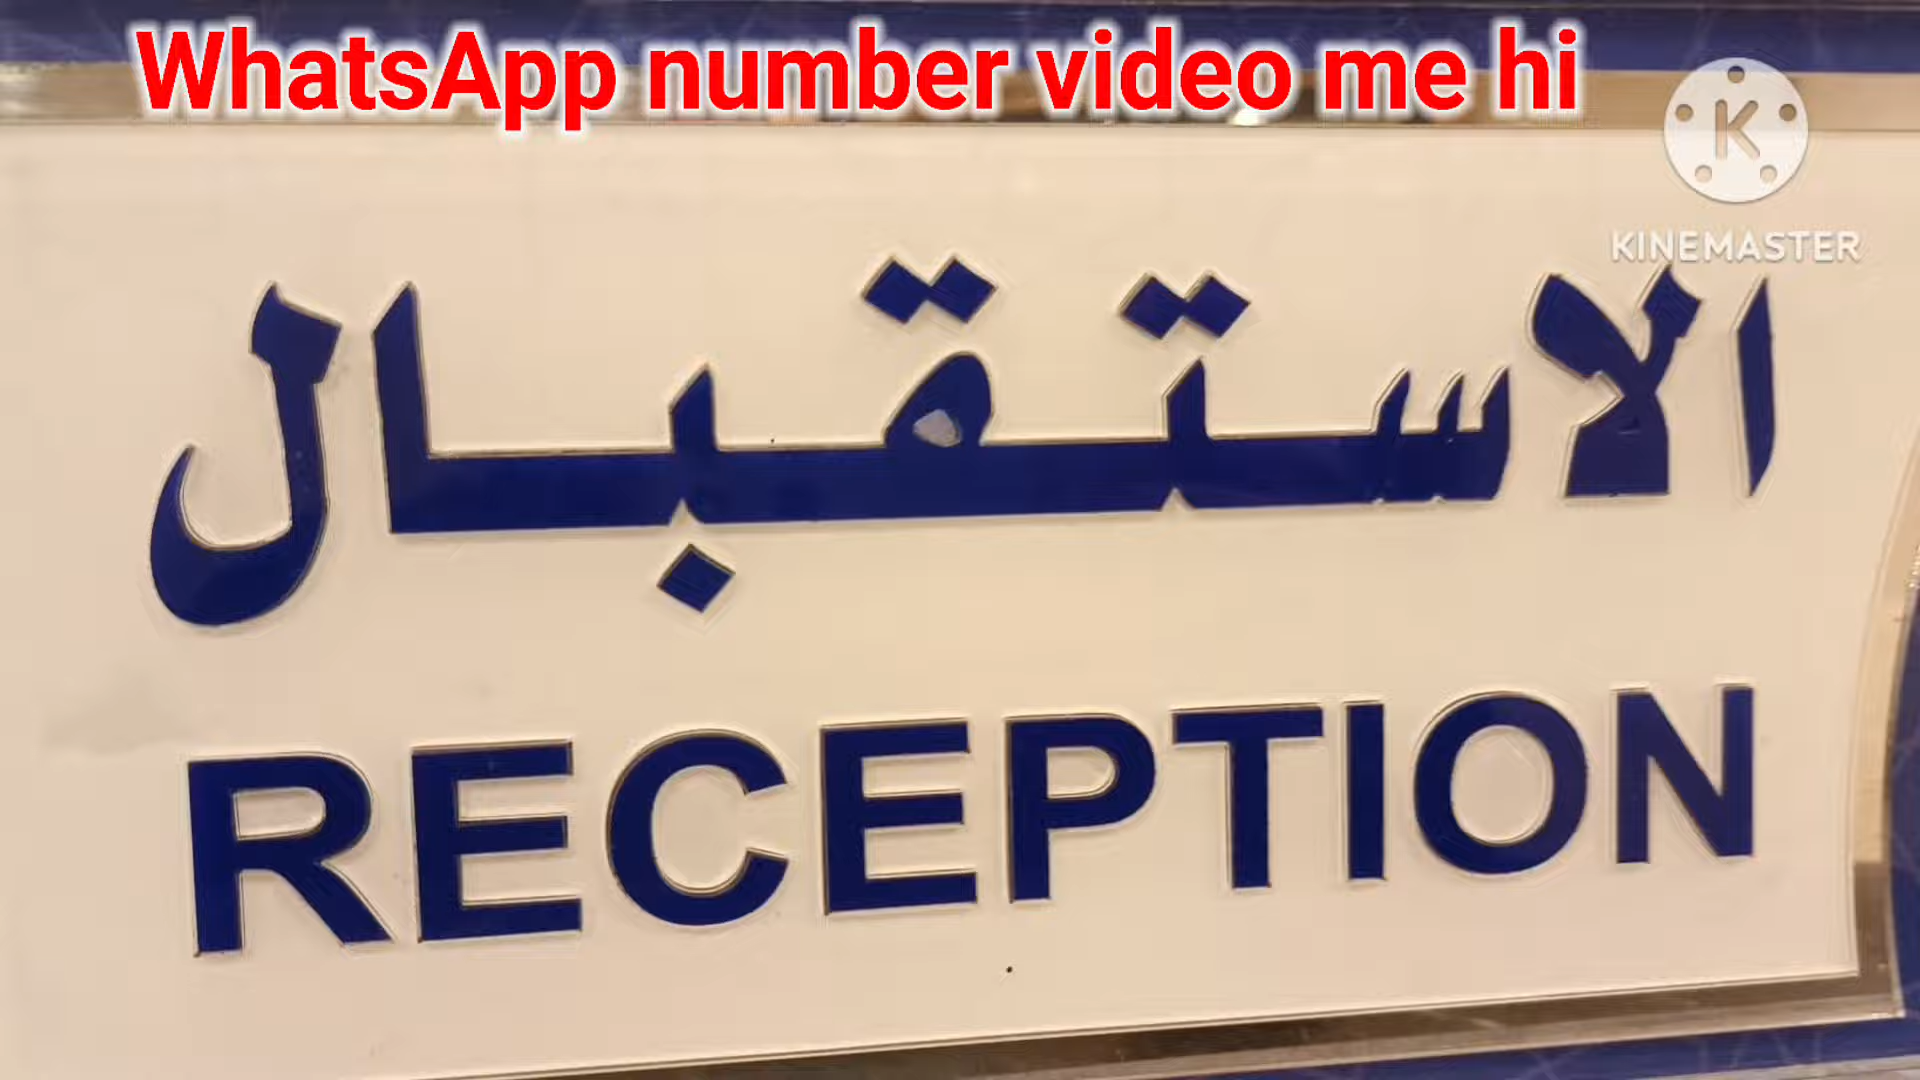 WhatsApp number video me hi
K
KINEMASTER
الاستقبال
RECEPTION